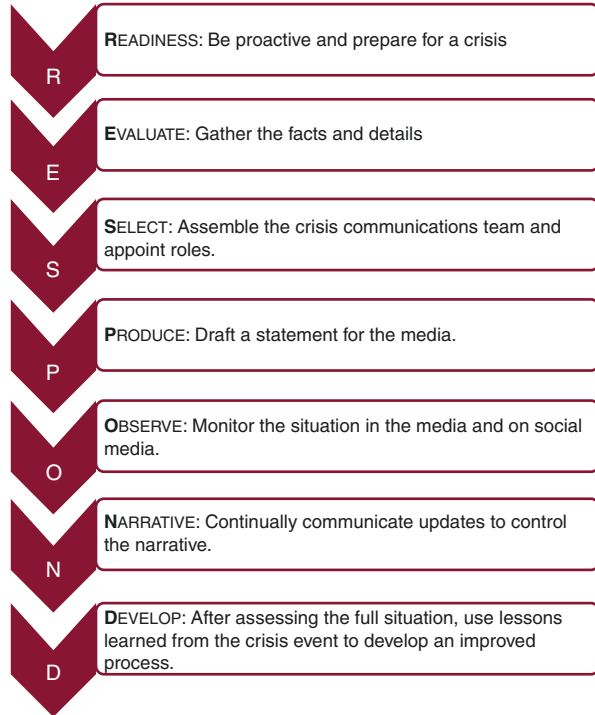 READINESS: Be proactive and prepare for a crisis
R
EVALUATE: Gather the facts and details
E
SELECT: Assemble the crisis communications team and
appoint roles.
S
PRODUCE: Draft a statement for the media.
P
OBSERVE: Monitor the situation in the media and on social
media.
O
NARRATIVE: Continually communicate updates to control
the narrative.
N
DEVELOP: After assessing the full situation, use lessons
learned from the crisis event to develop an improved
process.
D